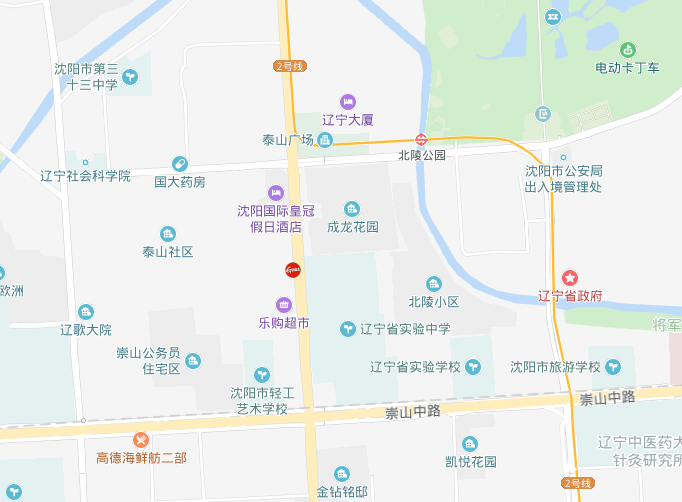 2号线
沈阳市第三
十三中学
电动卡丁车
辽宁大厦
泰山广场
北陵公园
辽宁社会科学院
国大药房
沈阳市公安局
出入境管理处
沈阳国际皇冠
假日酒店
成龙花园
泰山社区
欧洲
北陵小区
辽宁省政府
乐购超市
辽歌大院
辽宁省实验中学
将军
崇山公务员
住宅区
辽宁省实验学校
沈阳市旅游学校
沈阳市轻工
艺术学校
崇山中路
崇山中路
高德海鲜舫二部
凯悦花园
辽宁中医药大
针灸研究所
金钻铭邸
2号线